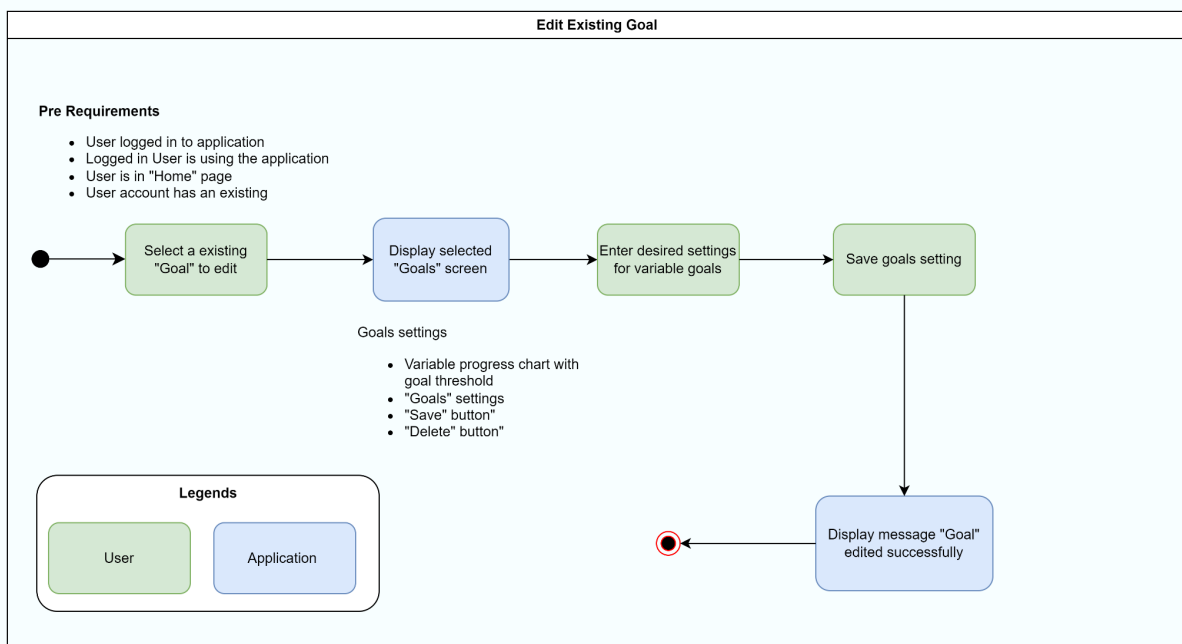 Edit Existing Goal
Pre Requirements
User logged in to application
Logged in User is using the application
User is in "Home" page
User account has an existing
Select a existing
"Goal" to edit
Display selected
"Goals" screen
Enter desired settings
for variable goals
Save goals setting
Goals settings
Variable progress chart with
goal threshold
"Goals" settings
"Save" button"
"Delete" button"
Legends
User
Application
Display message "Goal"
edited successfully